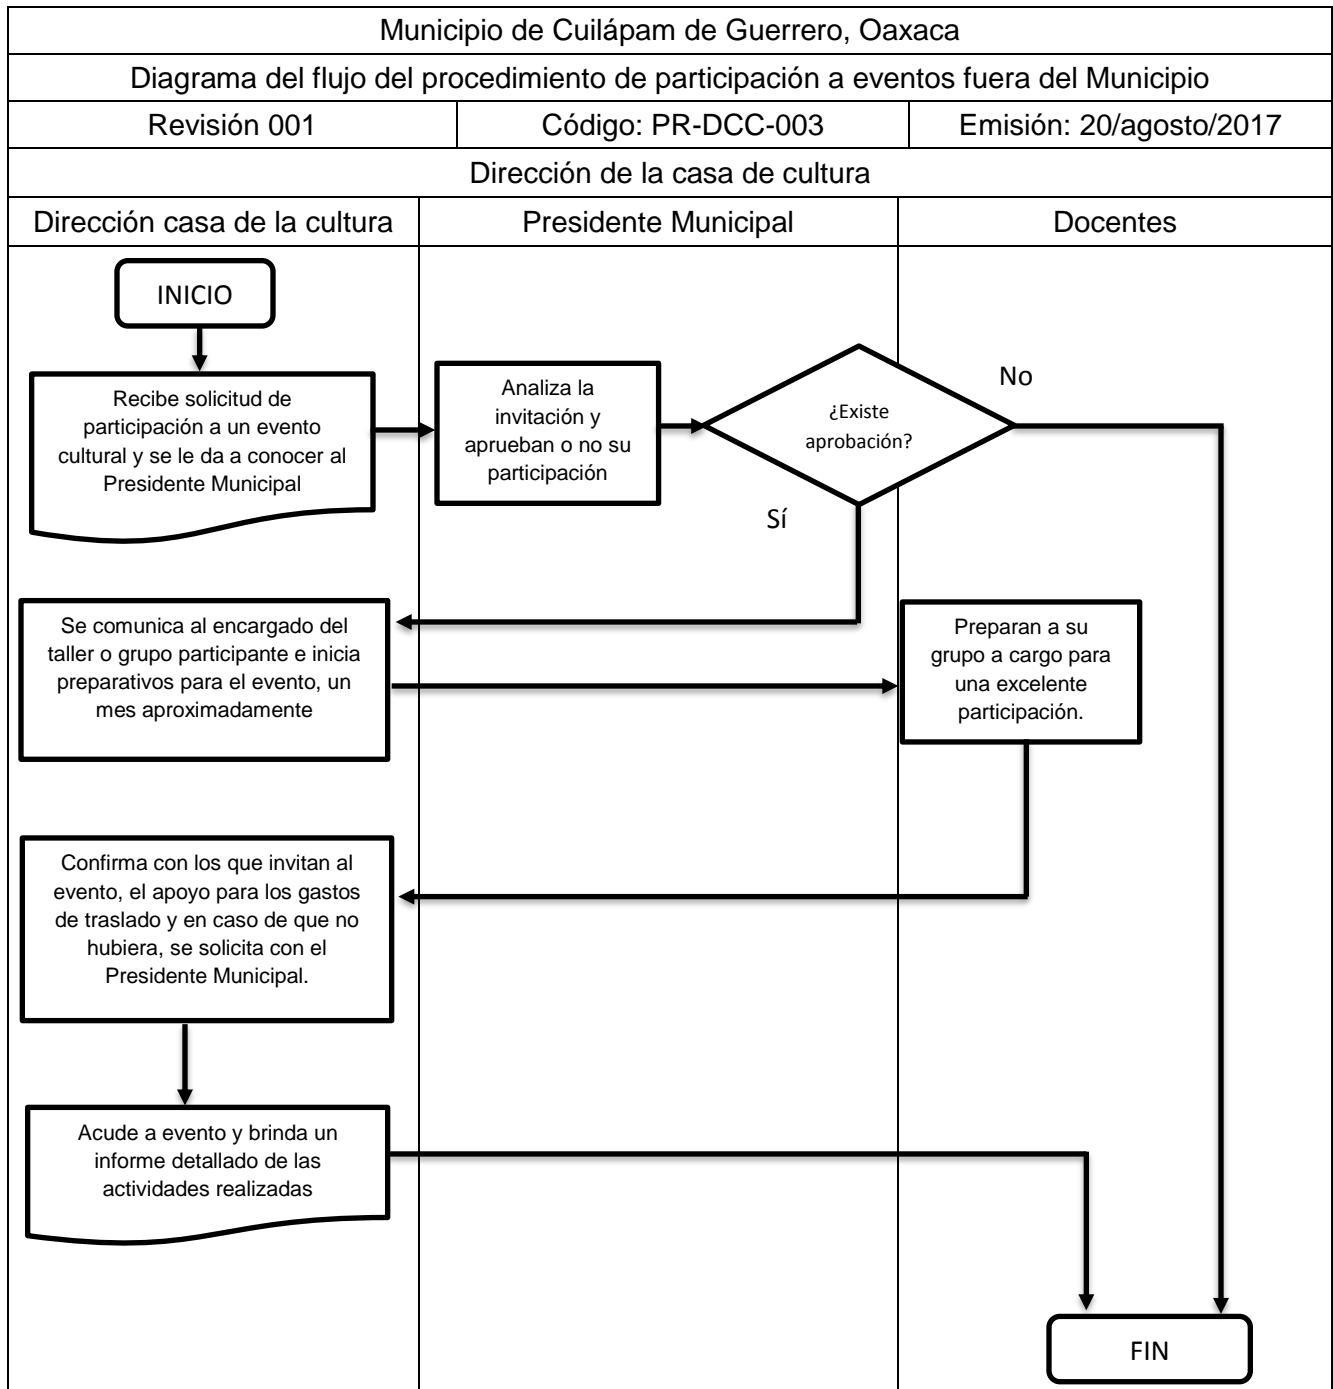 Municipio de Cuilápam de Guerrero, Oaxaca
Diagrama del flujo del procedimiento de participación a eventos fuera del Municipio
Revisión 001
Código: PR-DCC-003
Emisión: 20/agosto/2017
Dirección de la casa de cultura
Dirección casa de la cultura
Presidente Municipal
Docentes
INICIO
Recibe solicitud de
participación a un evento
cultural y se le da a conocer al
Presidente Municipal
Analiza la
invitación y
aprueban o no su
participación
¿Existe
aprobación?
No
Sí
Se comunica al encargado del
taller o grupo participante e inicia
preparativos para el evento, un
mes aproximadamente
Preparan a su
grupo a cargo para
una excelente
participación.
Confirma con los que invitan al
evento, el apoyo para los gastos
de traslado y en caso de que no
hubiera, se solicita con el
Presidente Municipal.
Acude a evento y brinda un
informe detallado de las
actividades realizadas
FIN